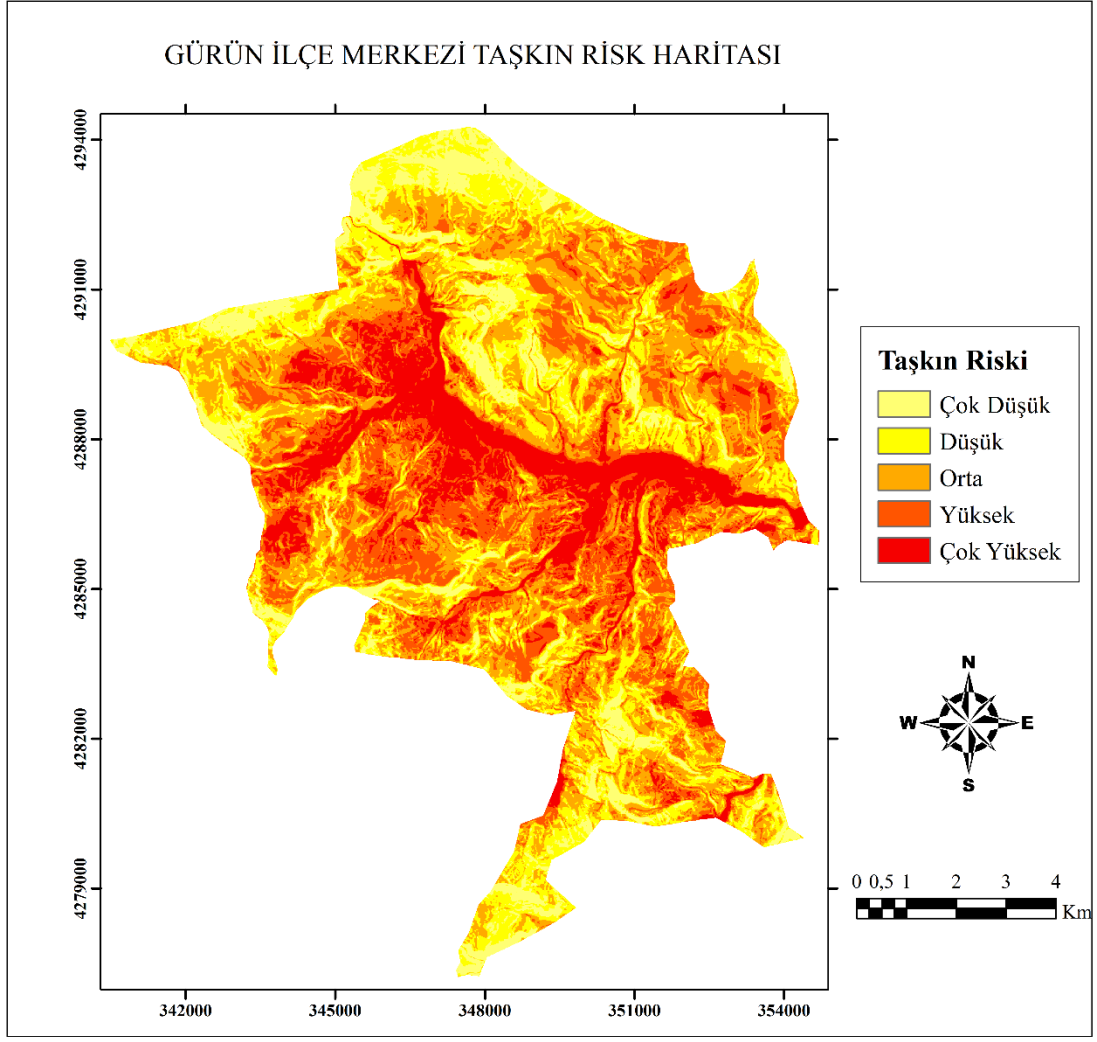 GÜRÜN İLÇE MERKEZİ TAŞKIN RİSK HARİTASI
4294000
4291000
4288000
4285000
4282000
4279000
342000 345000 348000 351000 354000
Taşkın Riski
Çok Düşük
Düşük
Orta
Yüksek
Çok Yüksek
N
W E
S
0 0,5 1 2 3 4
Km